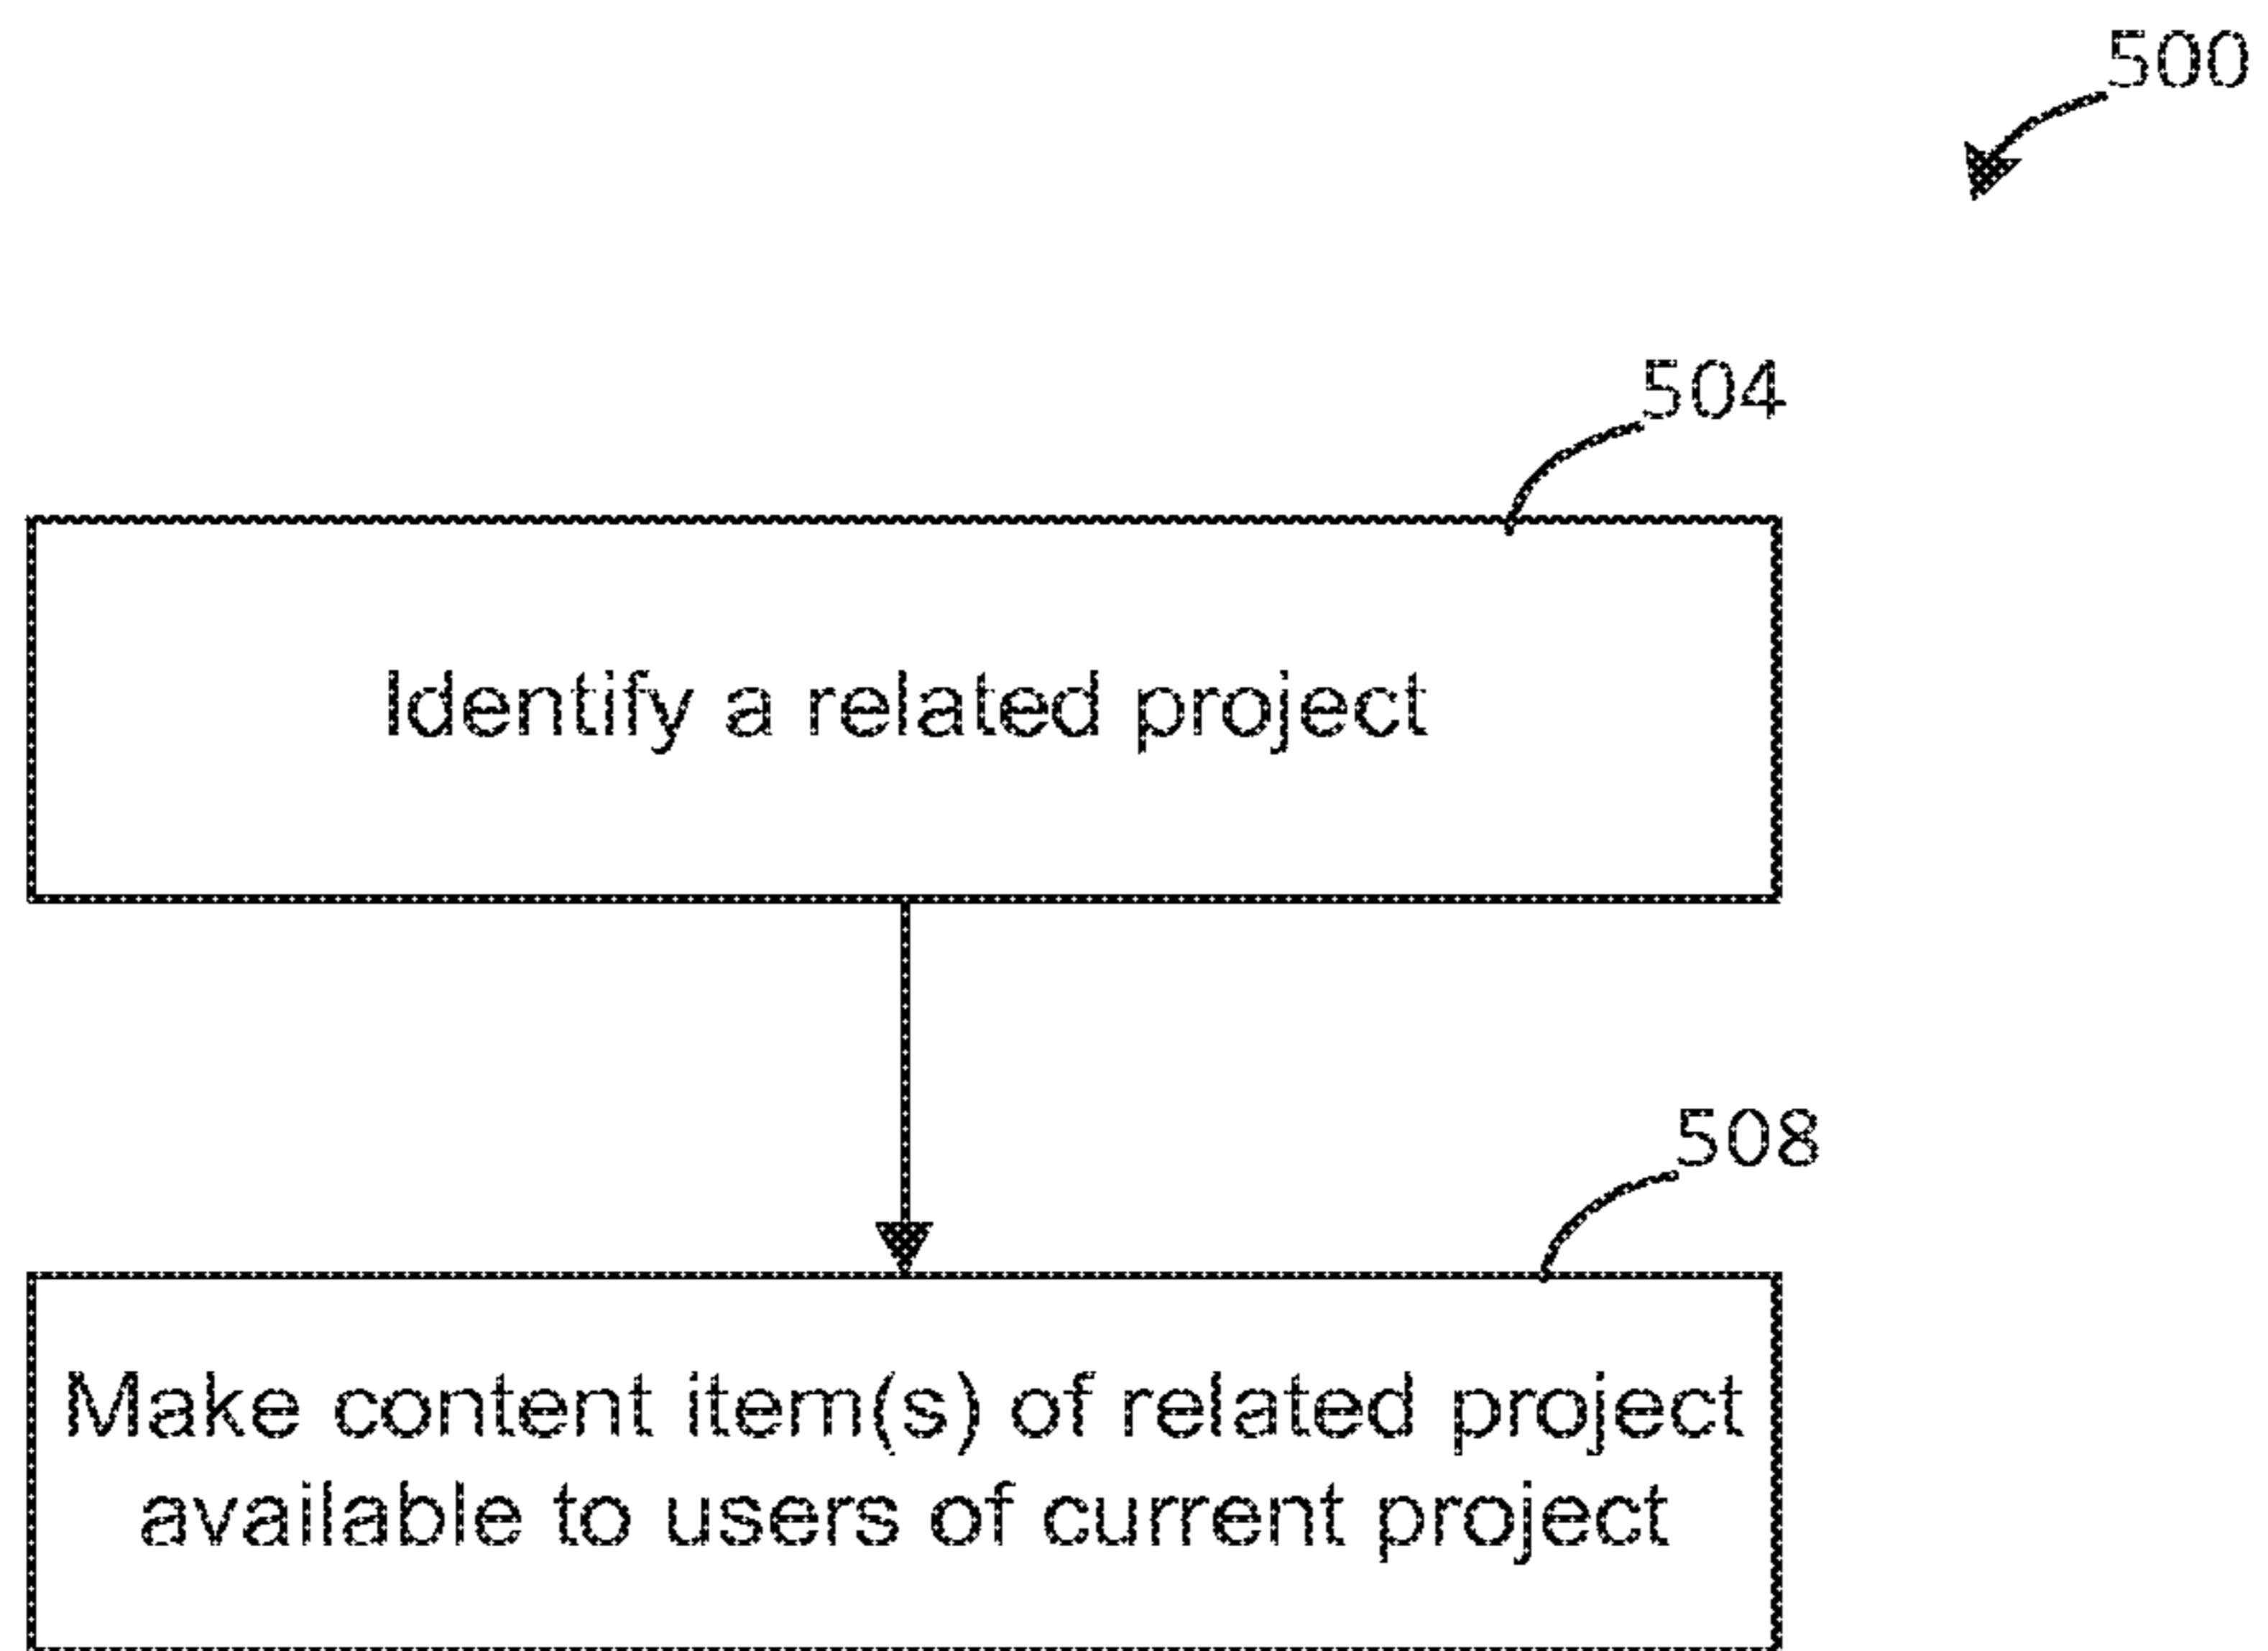 500
504
Identify a related project
508
Make content item(s) of related project
available to users of current project